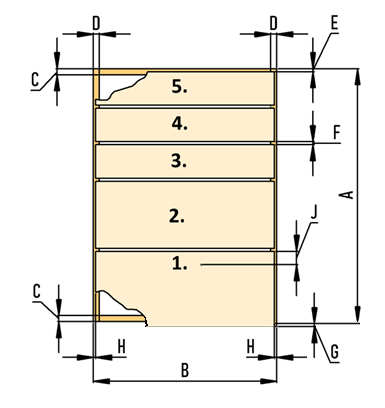 D D E
C
5.
4. F
3. A
2. J
1.
C
H H G
B